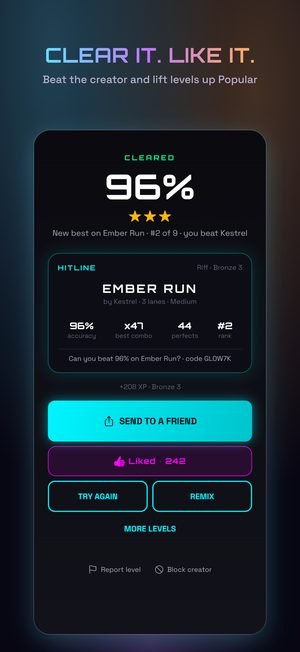 CLEAR IT. LIKE IT.
Beat the creator and lift levels up Popular
CLEARED
96%
New best on Ember Run · #2 of 9 · you beat Kestrel
HITLINE
Riff · Bronze 3
EMBER RUN
by Kestrel · 3 lanes · Medium
96% x47 44 #2
accuracy best combo perfects rank
Can you beat 96% on Ember Run? · code GLOW7K
+208 XP · Bronze 3
SEND TO A FRIEND
Liked · 242
TRY AGAIN REMIX
MORE LEVELS
Report level Block creator